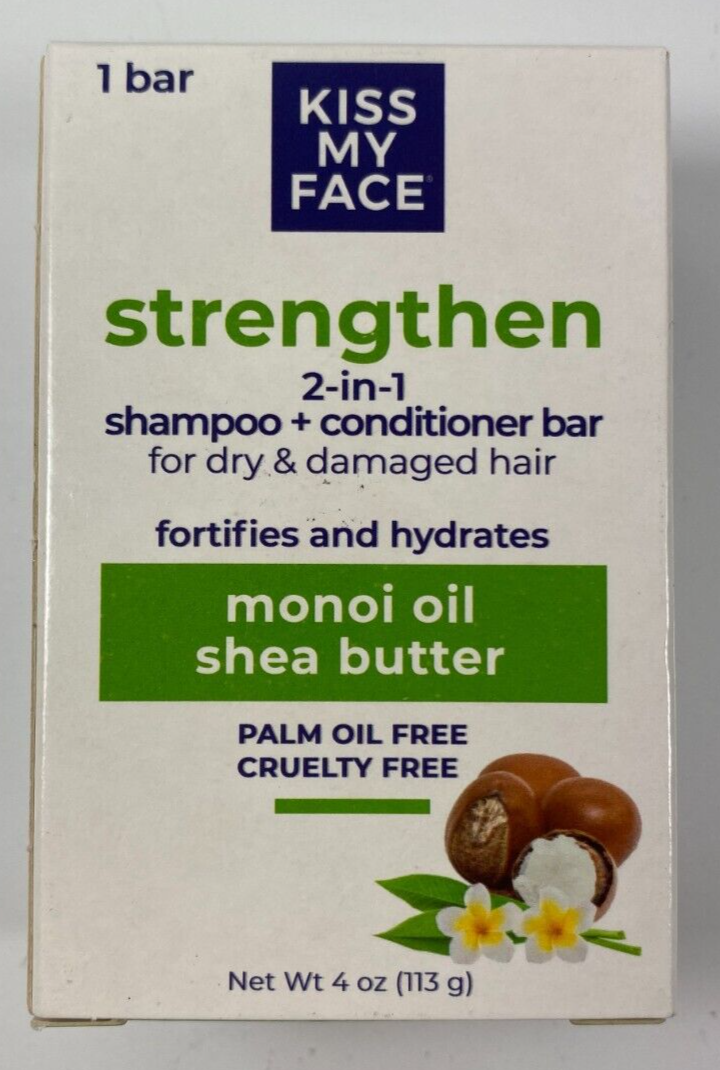 1 bar
KISS
MY
FACE®
strengthen
2-in-1
shampoo + conditioner bar
for dry & damaged hair
fortifies and hydrates
monoi oil
shea butter
PALM OIL FREE
CRUELTY FREE
Net Wt 4 oz (113 g)